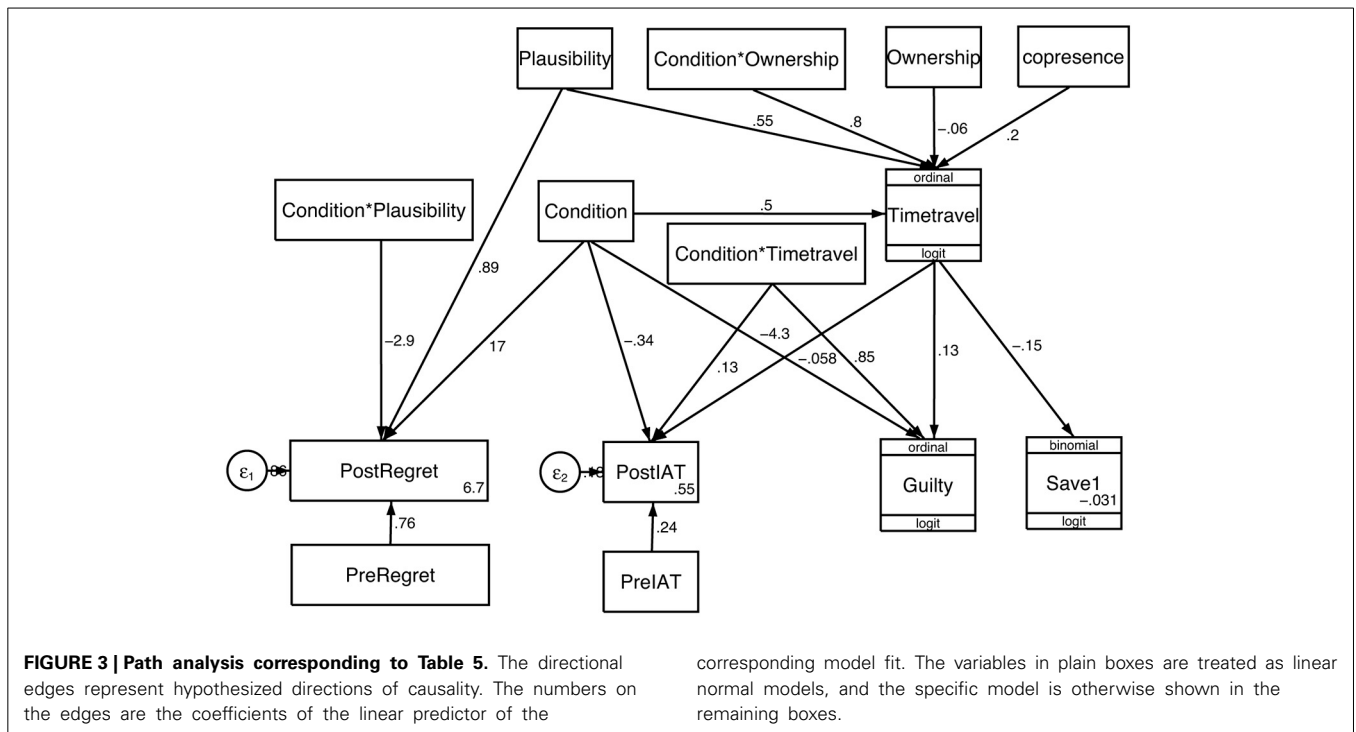 Plausibility
Condition*Ownership
Ownership
copresence
.55
.8
-.06
.2
ordinal
Timetravel
logit
Condition*Plausibility
Condition
.5
Condition*Timetravel
.89
-2.9
17
-.34
.13
-4.3
-.058
.85
.13
-.15
ε1
PostRegret
6.7
ε2
PostIAT
.55
ordinal
Guilty
logit
binomial
Save1
-.031
logit
.76
.24
PreRegret
PreIAT
FIGURE 3 | Path analysis corresponding to Table 5. The directional
edges represent hypothesized directions of causality. The numbers on
the edges are the coefficients of the linear predictor of the
corresponding model fit. The variables in plain boxes are treated as linear
normal models, and the specific model is otherwise shown in the
remaining boxes.